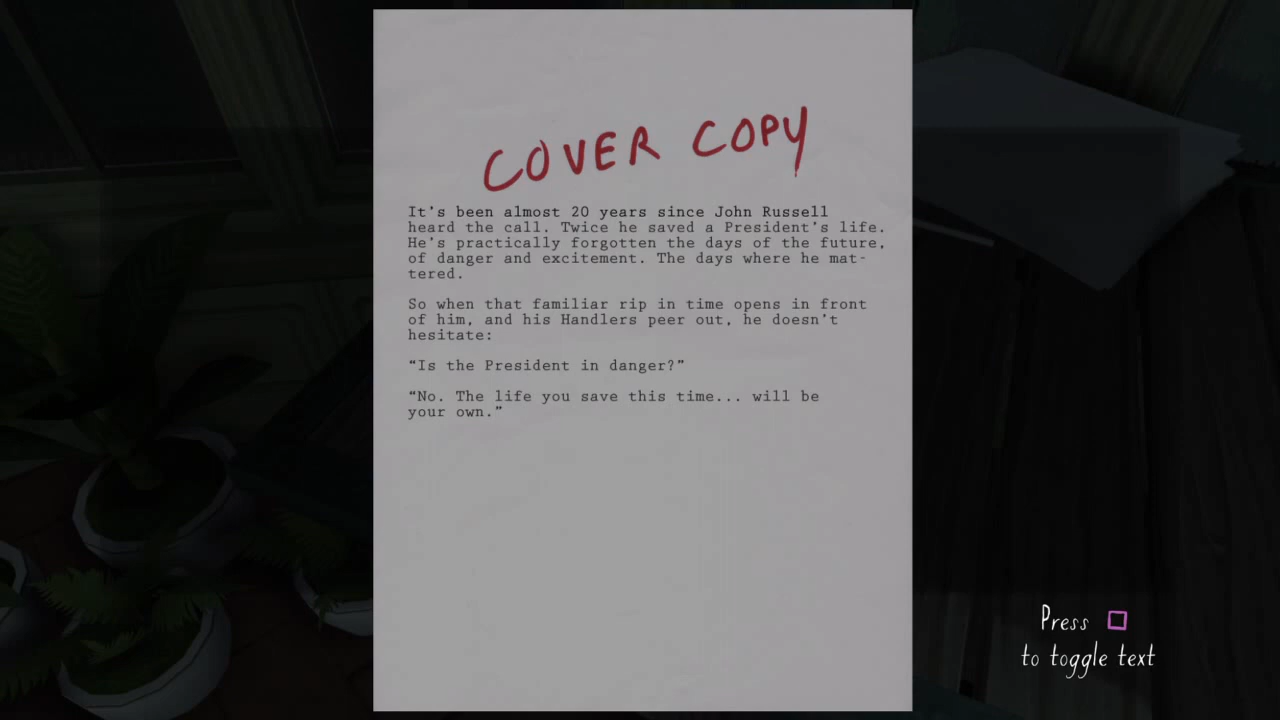 COVER COPY
It's been almost 20 years since John Russell
heard the call. Twice he saved a President's life.
He's practically forgotten the days of the future,
of danger and excitement. The days where he mat-
tered.
So when that familiar rip in time opens in front
of him, and his Handlers peer out, he doesn't
hesitate:
“Is the President in danger?”
“No. The life you save this time... will be
your own.”
Press
to toggle text